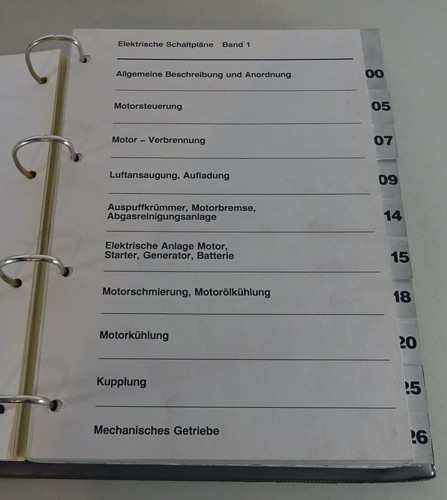 Elektrische Schaltpläne Band 1
Allgemeine Beschreibung und Anordnung 00
Motorsteuerung 05
Motor – Verbrennung 07
Luftansaugung, Aufladung 09
Auspuffkrümmer, Motorbremse,
Abgasreinigungsanlage 14
Elektrische Anlage Motor,
Starter, Generator, Batterie 15
Motorschmierung, Motorölkühlung 18
Motorkühlung 20
Kupplung 25
Mechanisches Getriebe 26